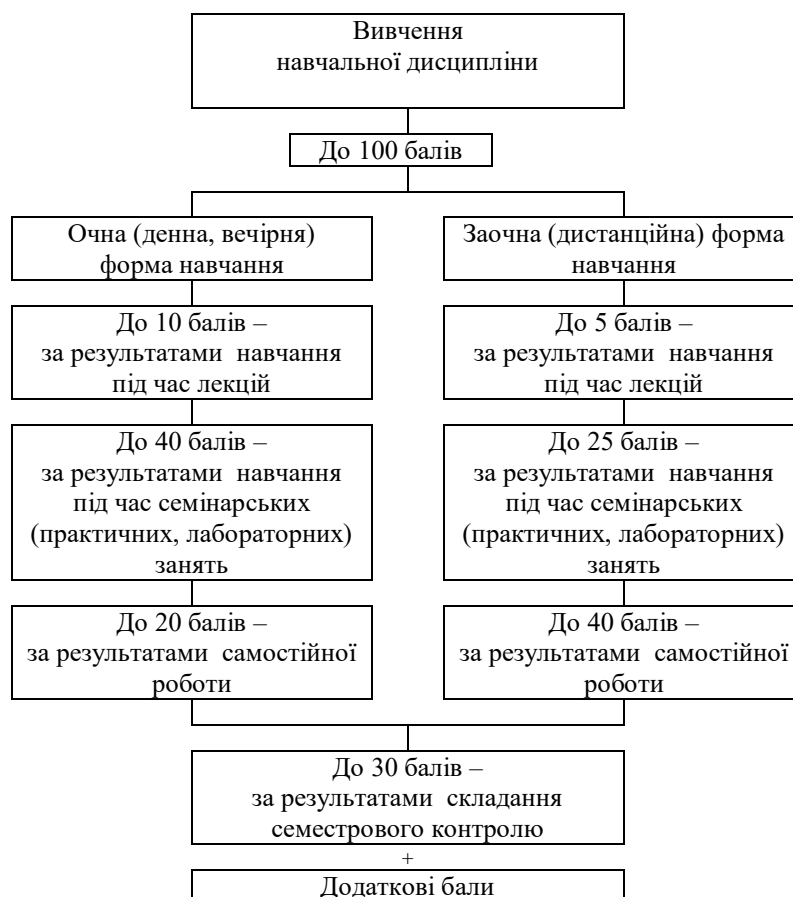 Вивчення
навчальної дисципліни
До 100 балів
Очна (денна, вечірня)
форма навчання
Заочна (дистанційна) форма
навчання
До 10 балів –
за результатами навчання
під час лекцій
До 5 балів –
за результатами навчання
під час лекцій
До 40 балів –
за результатами навчання
під час семінарських
(практичних, лабораторних)
занять
До 25 балів –
за результатами навчання
під час семінарських
(практичних, лабораторних)
занять
До 20 балів –
за результатами самостійної
роботи
До 40 балів –
за результатами самостійної
роботи
До 30 балів –
за результатами складання
семестрового контролю
+
Додаткові бали